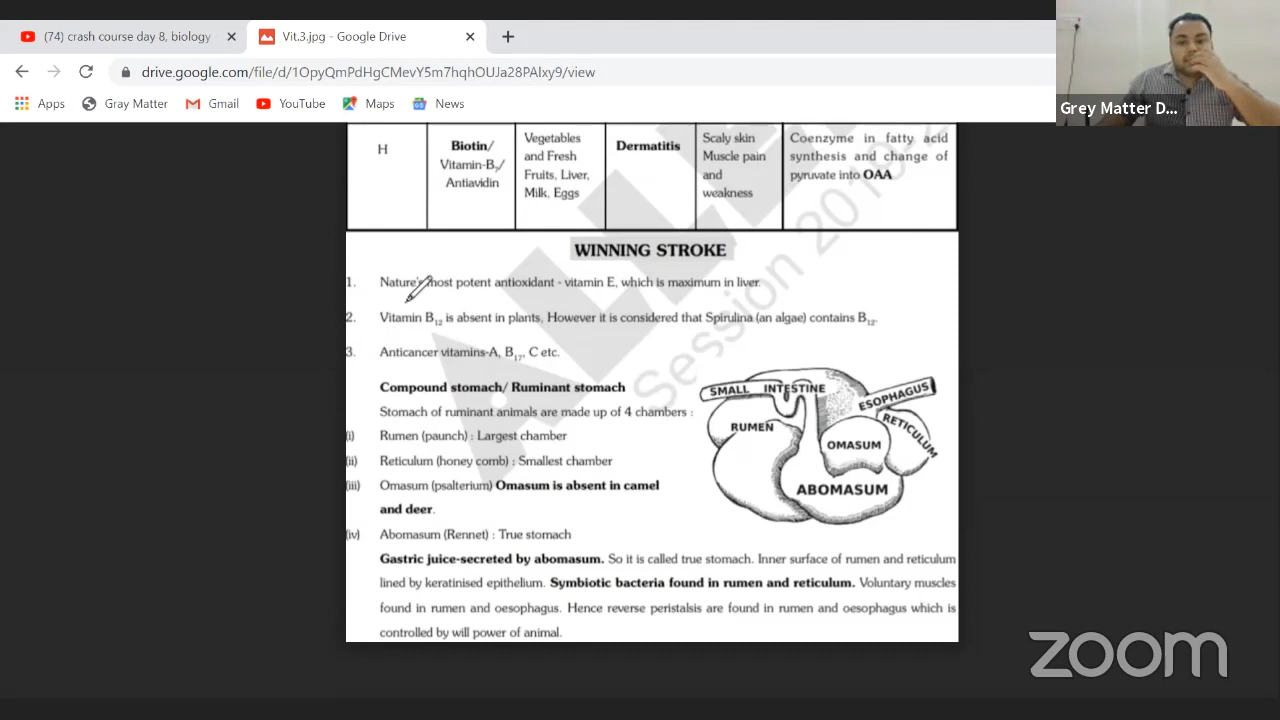 (74) crash course day 8, biology
Vit.3.jpg - Google Drive
drive.google.com/file/d/1OpyQmPdHgCMevY5m7hqhOUJa28PAlxy9/view
Apps Gray Matter Gmail YouTube Maps News
Grey Matter D...
H
Biotin/
Vitamin-B7/
Antiavidin
Vegetables
and Fresh
Fruits, Liver,
Milk, Eggs
Dermatitis
Scaly skin
Muscle pain
and
weakness
Coenzyme in fatty acid
synthesis and change of
pyruvate into OAA
WINNING STROKE
1. Nature's most potent antioxidant - vitamin E, which is maximum in liver.
2. Vitamin B12 is absent in plants, However it is considered that Spirulina (an algae) contains B12.
3. Anticancer vitamins-A, B17, C etc.
Compound stomach/ Ruminant stomach
Stomach of ruminant animals are made up of 4 chambers :
(i) Rumen (paunch) : Largest chamber
(ii) Reticulum (honey comb) : Smallest chamber
(iii) Omasum (psalterium) Omasum is absent in camel
and deer.
(iv) Abomasum (Rennet) : True stomach
Gastric juice-secreted by abomasum. So it is called true stomach. Inner surface of rumen and reticulum
lined by keratinised epithelium. Symbiotic bacteria found in rumen and reticulum. Voluntary muscles
found in rumen and oesophagus. Hence reverse peristalsis are found in rumen and oesophagus which is
controlled by will power of animal.
SMALL INTESTINE
ESOPHAGUS
RUMEN
RETICULUM
OMASUM
ABOMASUM
Session 2019-
zoom